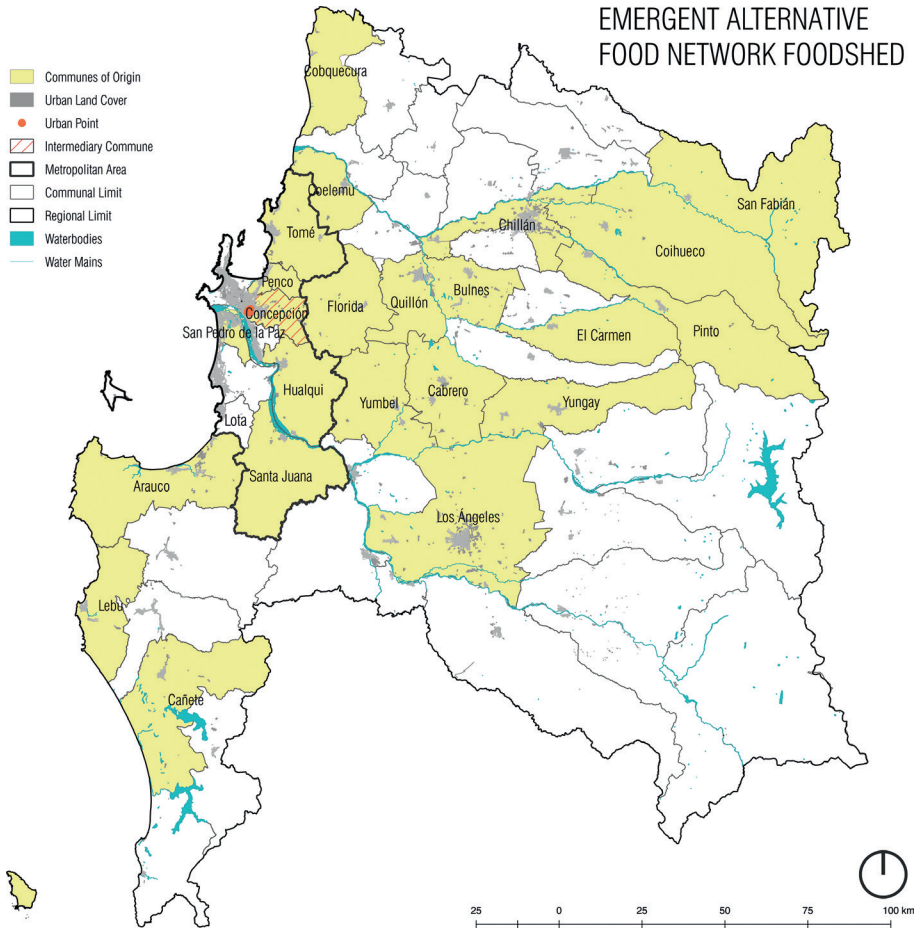 EMERGENT ALTERNATIVE
FOOD NETWORK FOODSHED
Communes of Origin
Urban Land Cover
Urban Point
Intermediary Commune
Metropolitan Area
Communal Limit
Regional Limit
Waterbodies
Water Mains
Cobquecura
Coelemu
San Fabián
Chillán
Tomé
Coihueco
Penco
Bulnes
Florida
Quillón
Concepción
San Pedro de la Paz
El Carmen
Pinto
Hualqui
Cabrero
Yumbel
Yungay
Lota
Santa Juana
Arauco
Los Ángeles
Lebu
Cañete
25 0 25 50 75 100 km